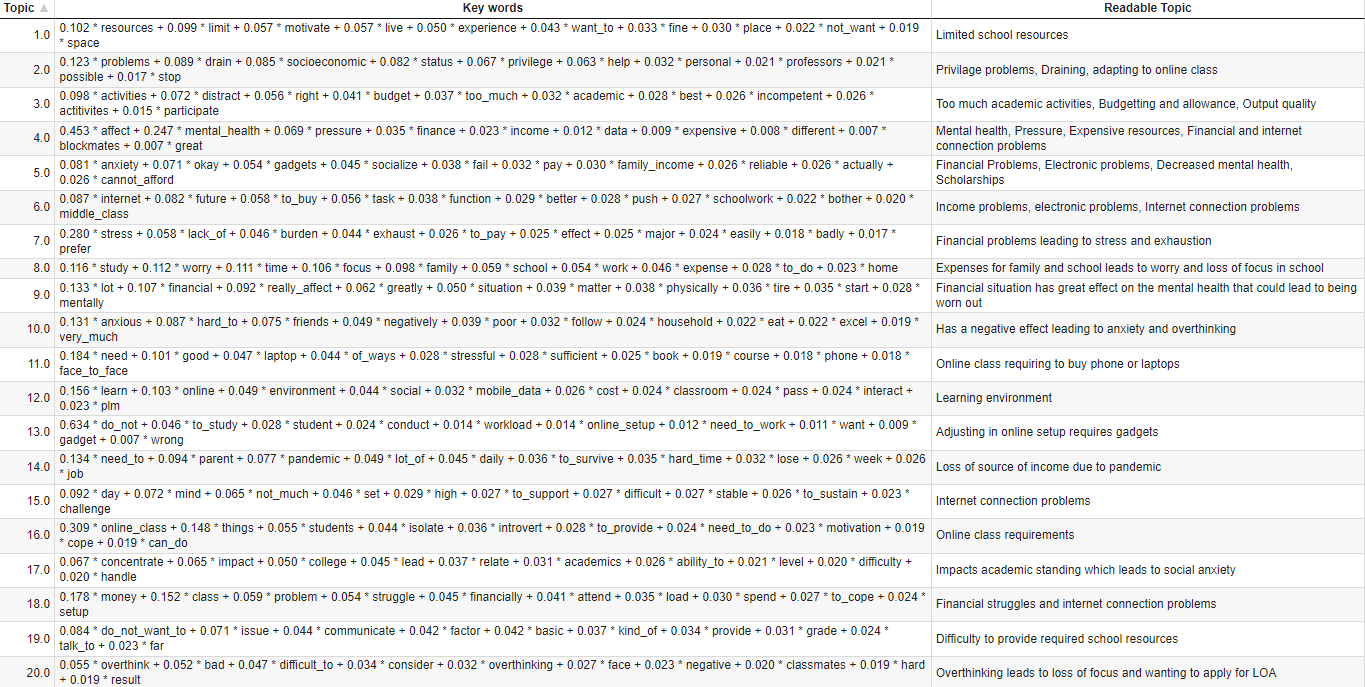 Topic Key words Readable Topic
1.0 0.102 * resources + 0.099 * limit + 0.057 * motivate + 0.057 * live + 0.050 * experience + 0.043 * want_to + 0.033 * fine + 0.030 * place + 0.022 * not_want + 0.019
* space
Limited school resources
2.0 0.123 * problems + 0.089 * drain + 0.085 * socioeconomic + 0.082 * status + 0.067 * privilege + 0.063 * help + 0.032 * personal + 0.021 * professors + 0.021 *
possible + 0.017 * stop
Privilage problems, Draining, adapting to online class
3.0 0.098 * activities + 0.072 * distract + 0.056 * right + 0.041 * budget + 0.037 * too_much + 0.032 * academic + 0.028 * best + 0.026 * incompetent + 0.026 *
actitivites + 0.015 * participate
Too much academic activities, Budgetting and allowance, Output quality
4.0 0.453 * affect + 0.247 * mental_health + 0.069 * pressure + 0.035 * finance + 0.023 * income + 0.012 * data + 0.009 * expensive + 0.008 * different + 0.007 *
blockmates + 0.007 * great
Mental health, Pressure, Expensive resources, Financial and internet
connection problems
5.0 0.081 * anxiety + 0.071 * okay + 0.054 * gadgets + 0.045 * socialize + 0.038 * fail + 0.032 * pay + 0.030 * family_income + 0.026 * reliable + 0.026 * actually +
0.026 * cannot_afford
Financial Problems, Electronic problems, Decreased mental health,
Scholarships
6.0 0.087 * internet + 0.082 * future + 0.058 * to_buy + 0.056 * task + 0.038 * function + 0.029 * better + 0.028 * push + 0.027 * schoolwork + 0.022 * bother + 0.020 *
middle_class
Income problems, electronic problems, Internet connection problems
7.0 0.280 * stress + 0.058 * lack_of + 0.046 * burden + 0.044 * exhaust + 0.026 * to_pay + 0.025 * effect + 0.025 * major + 0.024 * easily + 0.018 * badly + 0.017 *
prefer
Financial problems leading to stress and exhaustion
8.0 0.116 * study + 0.112 * worry + 0.111 * time + 0.106 * focus + 0.098 * family + 0.059 * school + 0.054 * work + 0.046 * expense + 0.028 * to_do + 0.023 * home
Expenses for family and school leads to worry and loss of focus in school
9.0 0.133 * lot + 0.107 * financial + 0.092 * really_affect + 0.062 * greatly + 0.050 * situation + 0.039 * matter + 0.038 * physically + 0.036 * tire + 0.035 * start + 0.028 *
mentally
Financial situation has great effect on the mental health that could lead to being
worn out
10.0 0.131 * anxious + 0.087 * hard_to + 0.075 * friends + 0.049 * negatively + 0.039 * poor + 0.032 * follow + 0.024 * household + 0.022 * eat + 0.022 * excel + 0.019 *
very_much
Has a negative effect leading to anxiety and overthinking
11.0 0.184 * need + 0.101 * good + 0.047 * laptop + 0.044 * of_ways + 0.028 * stressful + 0.028 * sufficient + 0.025 * book + 0.019 * course + 0.018 * phone + 0.018 *
face_to_face
Online class requiring to buy phone or laptops
12.0 0.156 * learn + 0.103 * online + 0.049 * environment + 0.044 * social + 0.032 * mobile_data + 0.026 * cost + 0.024 * classroom + 0.024 * pass + 0.024 * interact +
0.023 * plm
Learning environment
13.0 0.634 * do_not + 0.046 * to_study + 0.028 * student + 0.024 * conduct + 0.014 * workload + 0.014 * online_setup + 0.012 * need_to_work + 0.011 * want + 0.009 *
gadget + 0.007 * wrong
Adjusting in online setup requires gadgets
14.0 0.134 * need_to + 0.094 * parent + 0.077 * pandemic + 0.049 * lot_of + 0.045 * daily + 0.036 * to_survive + 0.035 * hard_time + 0.032 * lose + 0.026 * week + 0.026
* job
Loss of source of income due to pandemic
15.0 0.092 * day + 0.072 * mind + 0.065 * not_much + 0.046 * set + 0.029 * high + 0.027 * to_support + 0.027 * difficult + 0.027 * stable + 0.026 * to_sustain + 0.023 *
challenge
Internet connection problems
16.0 0.309 * online_class + 0.148 * things + 0.055 * students + 0.044 * isolate + 0.036 * introvert + 0.028 * to_provide + 0.024 * need_to_do + 0.023 * motivation + 0.019
* cope + 0.019 * can_do
Online class requirements
17.0 0.067 * concentrate + 0.065 * impact + 0.050 * college + 0.045 * lead + 0.037 * relate + 0.031 * academics + 0.026 * ability_to + 0.021 * level + 0.020 * difficulty +
0.020 * handle
Impacts academic standing which leads to social anxiety
18.0 0.178 * money + 0.152 * class + 0.059 * problem + 0.054 * struggle + 0.045 * financially + 0.041 * attend + 0.035 * load + 0.030 * spend + 0.027 * to_cope + 0.024 *
setup
Financial struggles and internet connection problems
19.0 0.084 * do_not_want_to + 0.071 * issue + 0.044 * communicate + 0.042 * factor + 0.042 * basic + 0.037 * kind_of + 0.034 * provide + 0.031 * grade + 0.024 *
talk_to + 0.023 * far
Difficulty to provide required school resources
20.0 0.055 * overthink + 0.052 * bad + 0.047 * difficult_to + 0.034 * consider + 0.032 * overthinking + 0.027 * face + 0.023 * negative + 0.020 * classmates + 0.019 * hard
+ 0.019 * result
Overthinking leads to loss of focus and wanting to apply for LOA